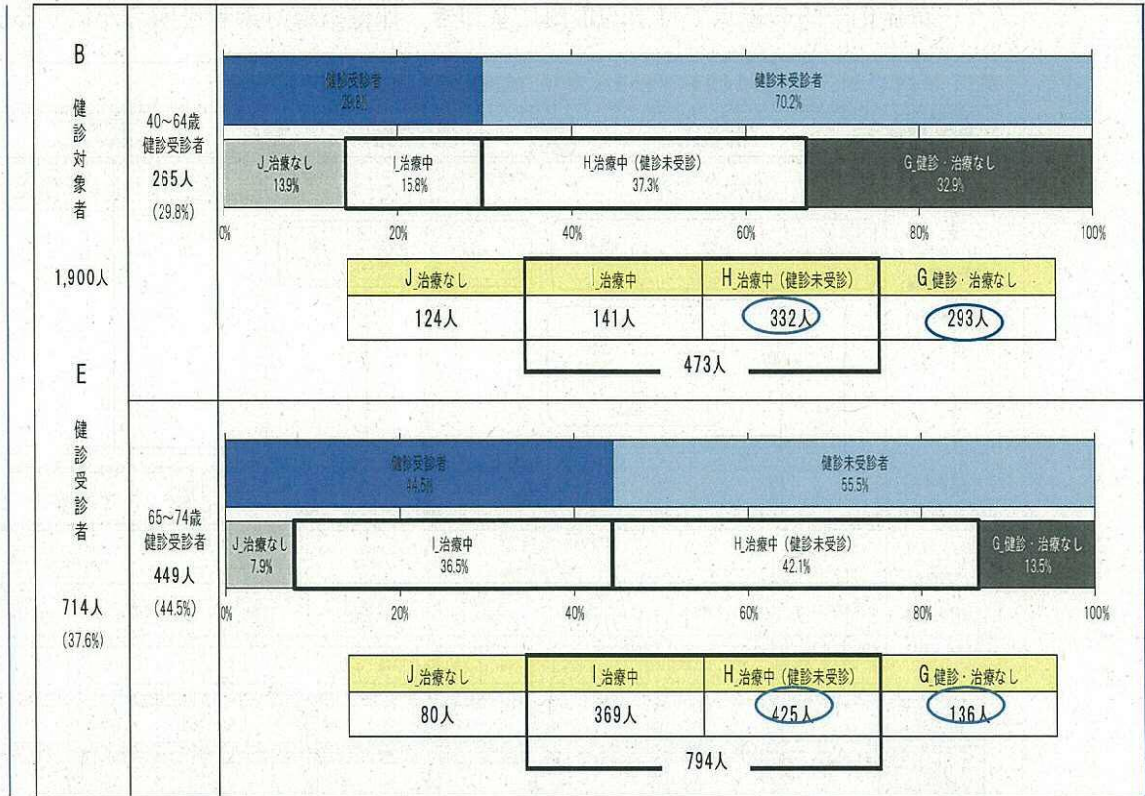 B
健診対象者
1,900人
E
健診受診者
714人
(37.6%)
40～64歳
健診受診者
265人
(29.8%)
健診受診者
29.8%
健診未受診者
70.2%
J_治療なし
13.9%
I_治療中
15.8%
H_治療中（健診未受診）
37.3%
G_健診・治療なし
32.9%
0% 20% 40% 60% 80% 100%
J_治療なし I_治療中 H_治療中（健診未受診） G_健診・治療なし
124人 141人 332人 293人
473人
65～74歳
健診受診者
449人
(44.5%)
健診受診者
44.5%
健診未受診者
55.5%
J_治療なし
7.9%
I_治療中
36.5%
H_治療中（健診未受診）
42.1%
G_健診・治療なし
13.5%
0% 20% 40% 60% 80% 100%
J_治療なし I_治療中 H_治療中（健診未受診） G_健診・治療なし
80人 369人 425人 136人
794人